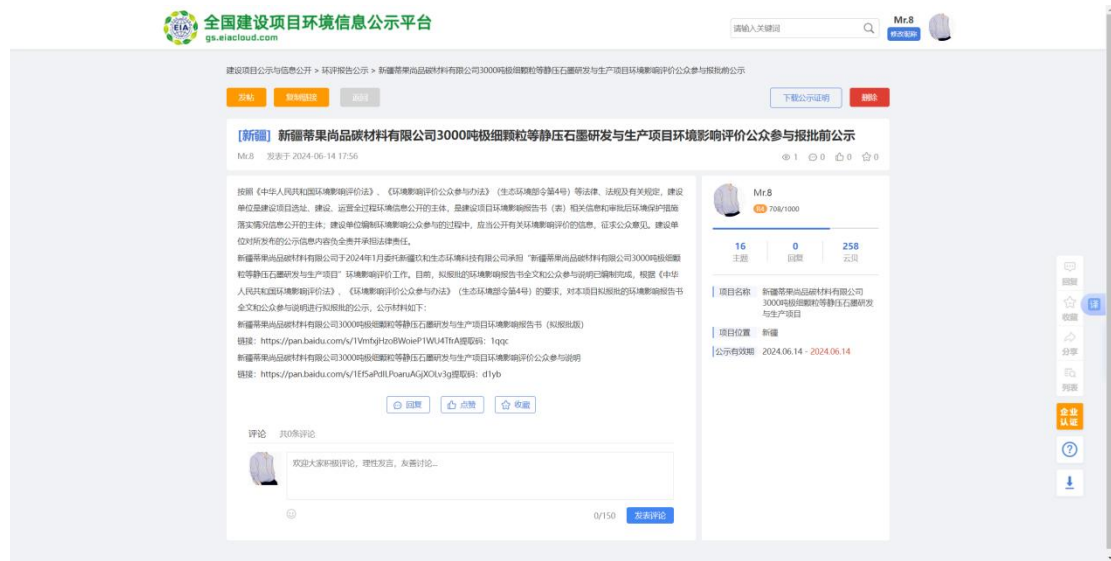 全国建设项目环境信息公示平台
gs.eiacloud.com
请输入关键词
Mr.8
修改昵称
建设项目公示与信息公开 > 环评报告公示 > 新疆蒂果尚品碳材料有限公司3000吨极细颗粒等静压石墨研发与生产项目环境影响评价公众参与报批前公示
发帖 复制链接 返回 下载公示证明 删除
[新疆] 新疆蒂果尚品碳材料有限公司3000吨极细颗粒等静压石墨研发与生产项目环境影响评价公众参与报批前公示
Mr.8 发表于 2024-06-14 17:56 1 0 0 0
按照《中华人民共和国环境影响评价法》、《环境影响评价公众参与办法》（生态环境部令第4号）等法律、法规及有关规定，建设
单位是建设项目选址、建设、运营全过程环境信息公开的主体，是建设项目环境影响报告书（表）相关信息和审批后环境保护措施
落实情况信息公开的主体；建设单位编制环境影响公众参与的过程中，应当公开有关环境影响评价的信息，征求公众意见。建设单
位对所发布的公示信息内容负全责并承担法律责任。
新疆蒂果尚品碳材料有限公司于2024年1月委托新疆玖和生态环境科技有限公司承担“新疆蒂果尚品碳材料有限公司3000吨极细颗
粒等静压石墨研发与生产项目”环境影响评价工作。目前，拟报批的环境影响报告书全文和公众参与说明已编制完成，根据《中华
人民共和国环境影响评价法》、《环境影响评价公众参与办法》（生态环境部令第4号）的要求，对本项目拟报批的环境影响报告书
全文和公众参与说明进行拟报批的公示，公示材料如下：
新疆蒂果尚品碳材料有限公司3000吨极细颗粒等静压石墨研发与生产项目环境影响报告书（拟报批版）
链接：https://pan.baidu.com/s/1VmfxjHzoBWoieP1WU4TfrA提取码：1qqc
新疆蒂果尚品碳材料有限公司3000吨极细颗粒等静压石墨研发与生产项目环境影响评价公众参与说明
链接：https://pan.baidu.com/s/1Ef5aPdlLPoaruAGjXOLv3g提取码：d1yb
回复 点赞 收藏
评论 共0条评论
欢迎大家积极评论，理性发言，友善讨论...
0/150 发表评论
Mr.8
708/1000
16 0 258
主题 回复 云贝
项目名称 新疆蒂果尚品碳材料有限公司
3000吨极细颗粒等静压石墨研发
与生产项目
项目位置 新疆
公示有效期 2024.06.14 - 2024.06.14
回复
收藏
译
分享
列表
企业
认证